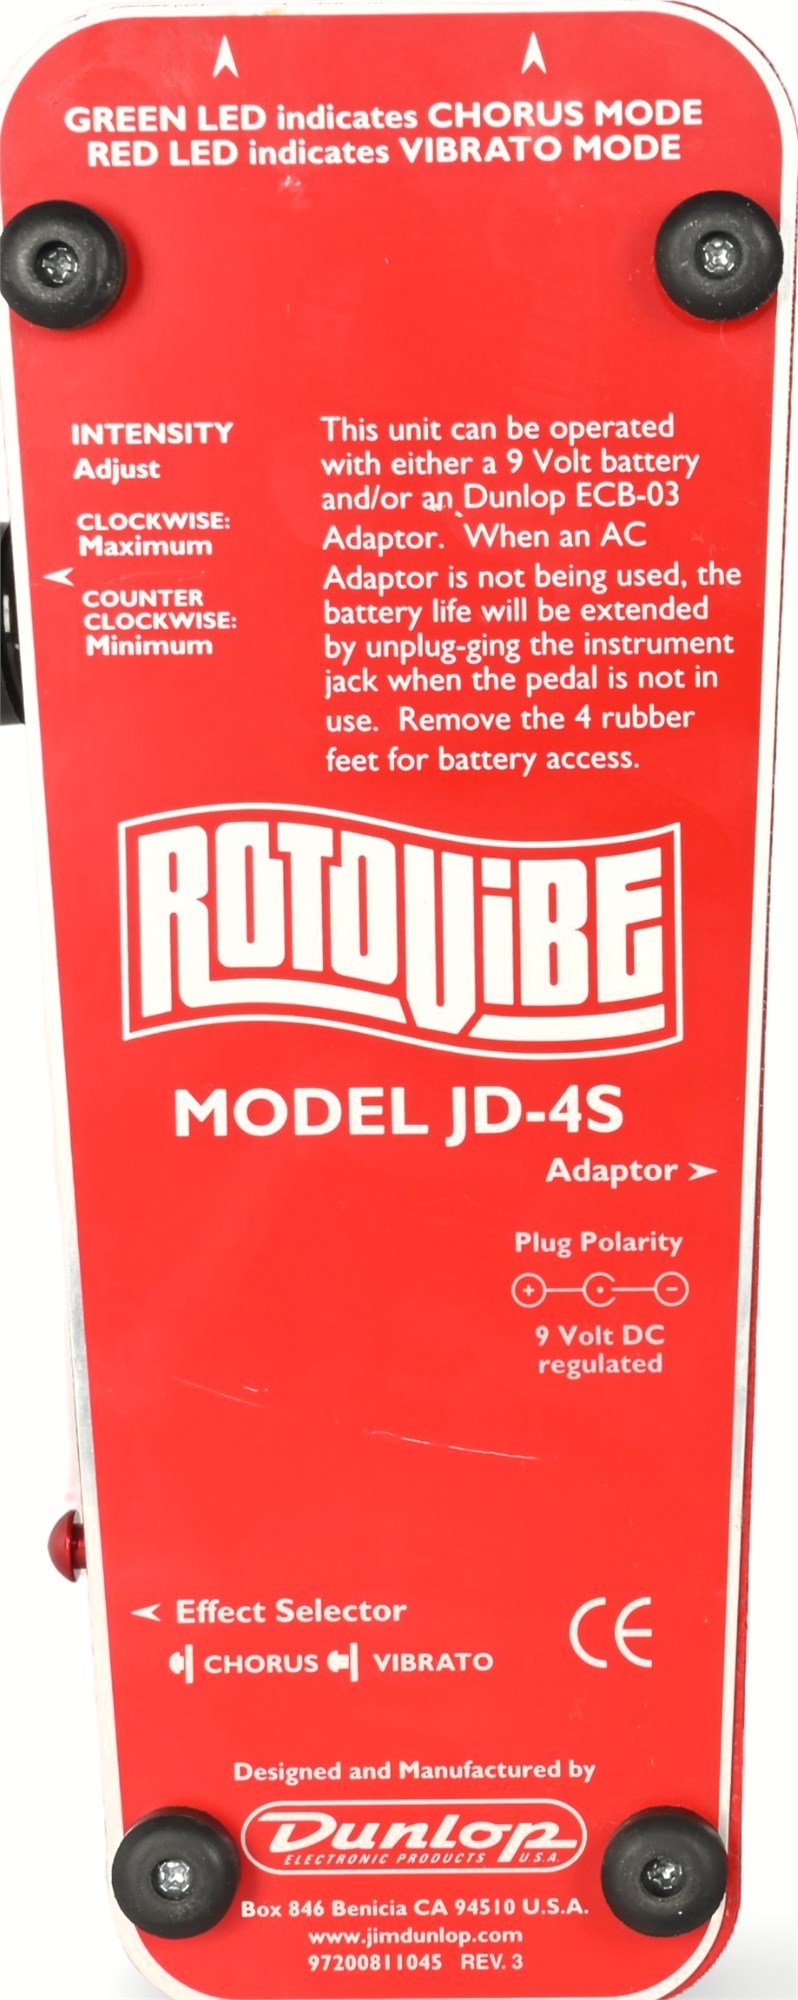 GREEN LED indicates CHORUS MODE
RED LED indicates VIBRATO MODE
INTENSITY
Adjust
CLOCKWISE:
Maximum
COUNTER
CLOCKWISE:
Minimum
This unit can be operated
with either a 9 Volt battery
and/or an Dunlop ECB-03
Adaptor. When an AC
Adaptor is not being used, the
battery life will be extended
by unplug-ging the instrument
jack when the pedal is not in
use. Remove the 4 rubber
feet for battery access.
ROTOViBE
MODEL JD-4S
Adaptor
Plug Polarity
+ -
9 Volt DC
regulated
Effect Selector
CHORUS VIBRATO
CE
Designed and Manufactured by
Dunlop
ELECTRONIC PRODUCTS U.S.A.
Box 846 Benicia CA 94510 U.S.A.
www.jimdunlop.com
97200811045 REV. 3